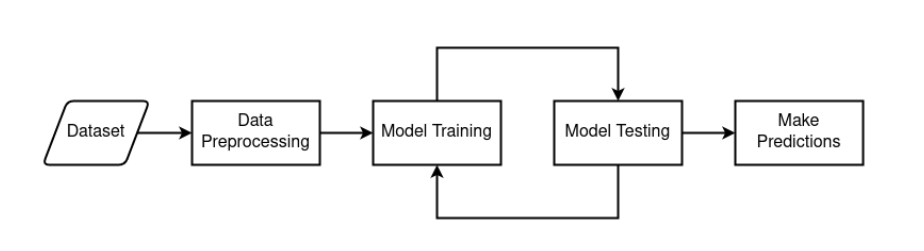 Dataset
Data
Preprocessing
Model Training
Model Testing
Make
Predictions